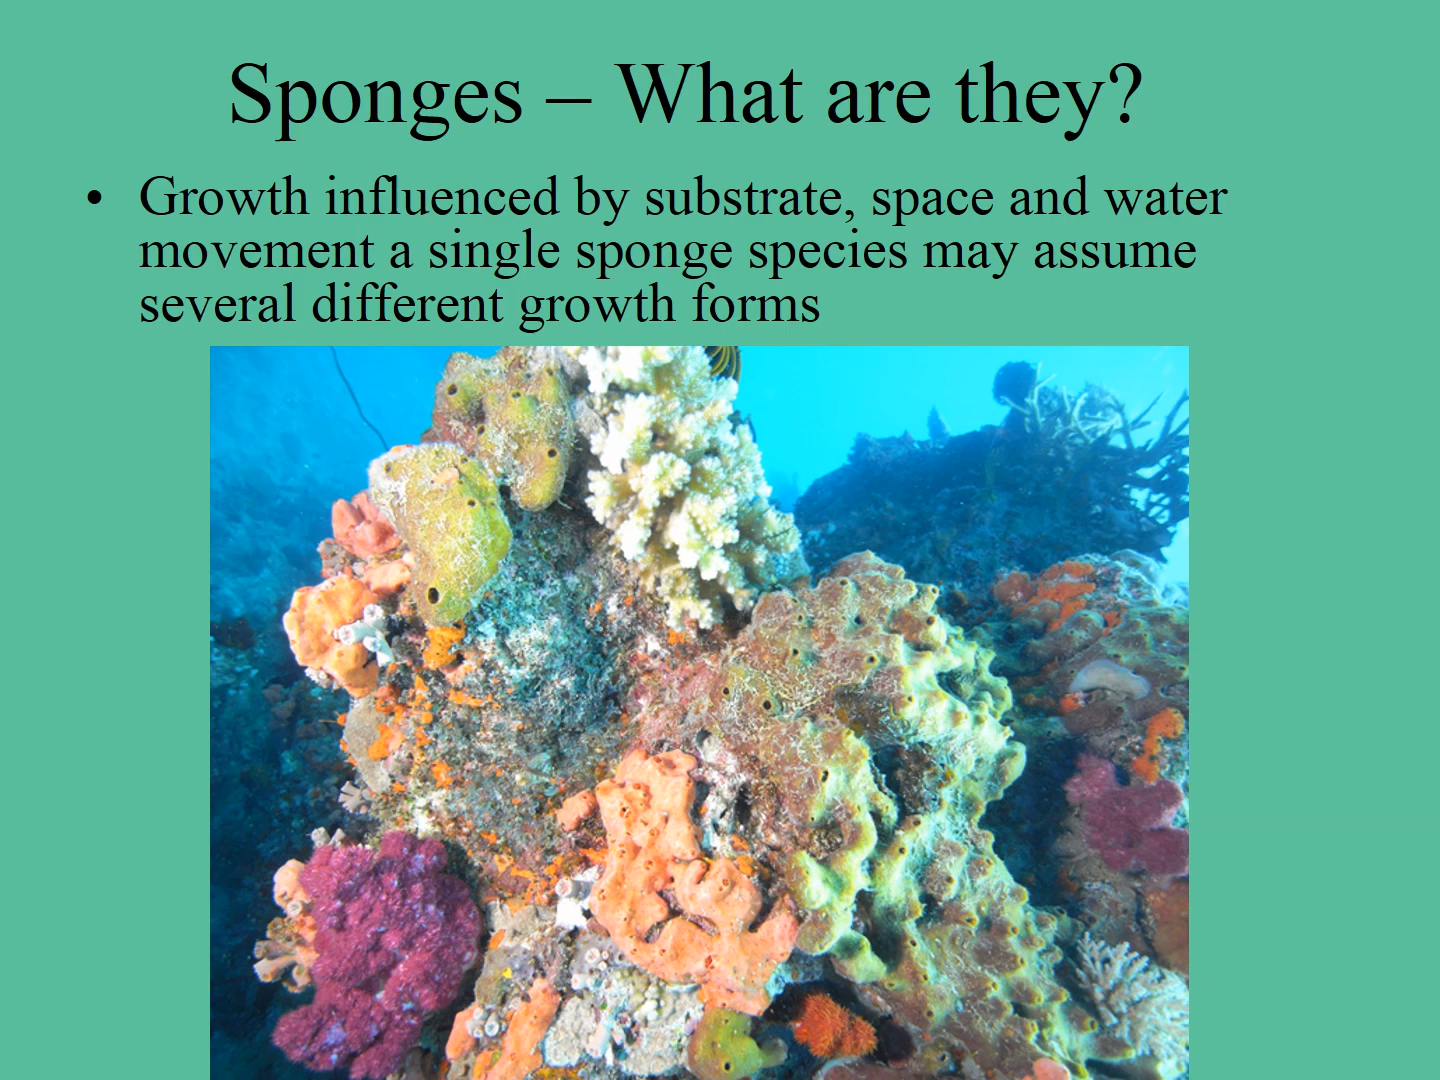 Sponges – What are they?
• Growth influenced by substrate, space and water
movement a single sponge species may assume
several different growth forms